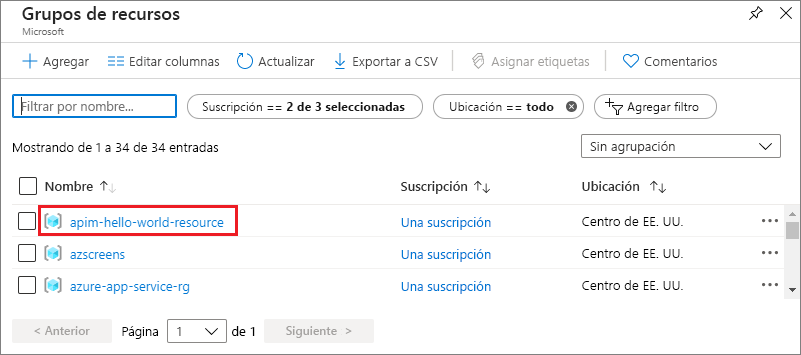 Grupos de recursos
Microsoft
Agregar Editar columnas Actualizar Exportar a CSV Asignar etiquetas Comentarios
Filtrar por nombre... Suscripción == 2 de 3 seleccionadas Ubicación == todo Agregar filtro
Mostrando de 1 a 34 de 34 entradas Sin agrupación
Nombre Suscripción Ubicación
apim-hello-world-resource Una suscripción Centro de EE. UU.
azscreens Una suscripción Centro de EE. UU.
azure-app-service-rg Una suscripción Centro de EE. UU.
< Anterior Página 1 de 1 Siguiente >